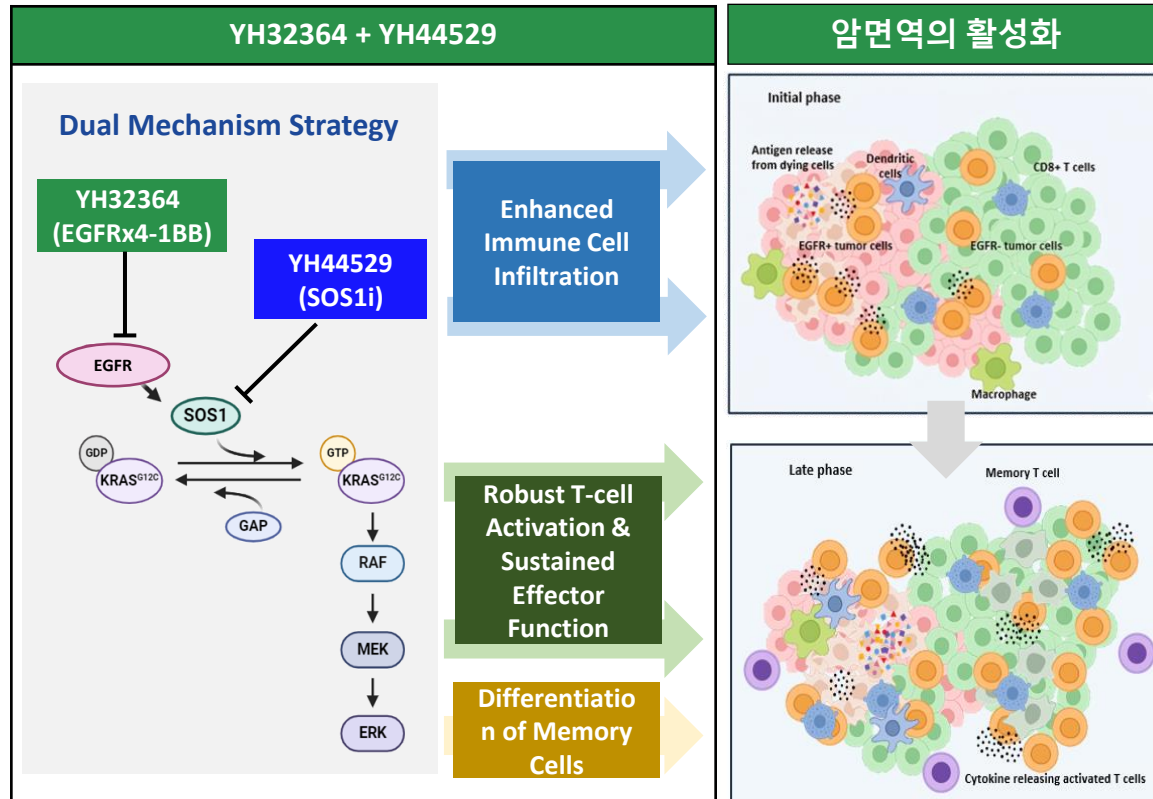 YH32364 + YH44529
Dual Mechanism Strategy
YH32364
(EGFRx4-1BB)
YH44529
(SOS1i)
EGFR
SOS1
GDP
KRASG12C
GTP
KRASG12C
GAP
RAF
MEK
ERK
Enhanced
Immune Cell
Infiltration
Robust T-cell
Activation &
Sustained
Effector
Function
Differentiatio
n of Memory
Cells
암면역의 활성화
Initial phase
Antigen release
from dying cells
Dendritic
cells
CD8+ T cells
EGFR+ tumor cells
EGFR- tumor cells
Macrophage
Late phase
Memory T cell
Cytokine releasing activated T cells